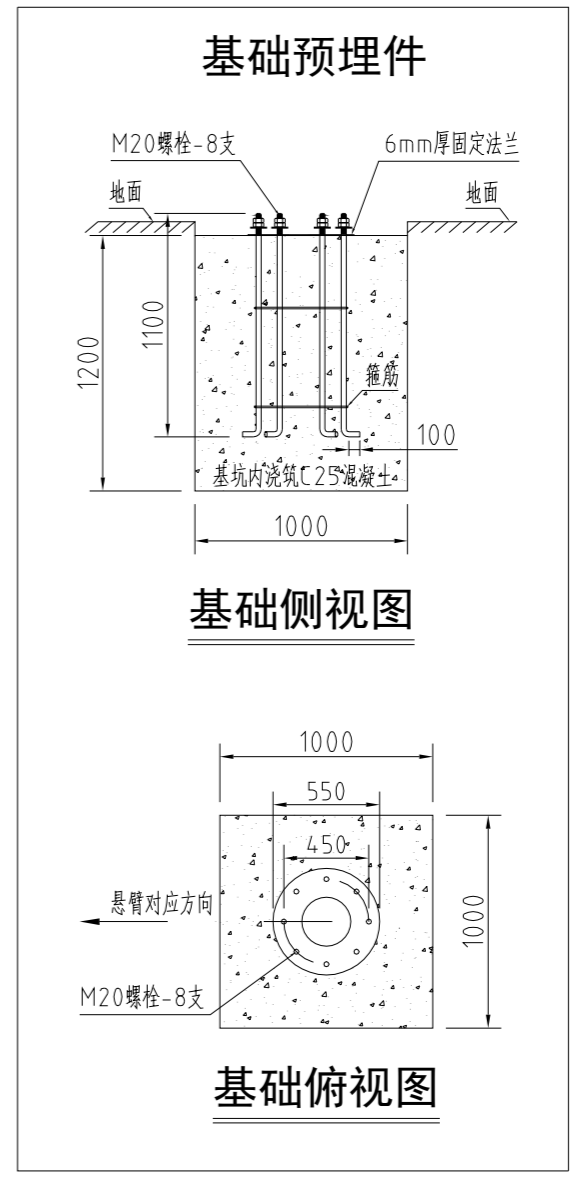 基础预埋件
M20螺栓-8支
6mm厚固定法兰
地面
地面
1100
1200
箍筋
100
基坑内浇筑C25混凝土
1000
基础侧视图
1000
550
450
悬臂对应方向
1000
M20螺栓-8支
基础俯视图